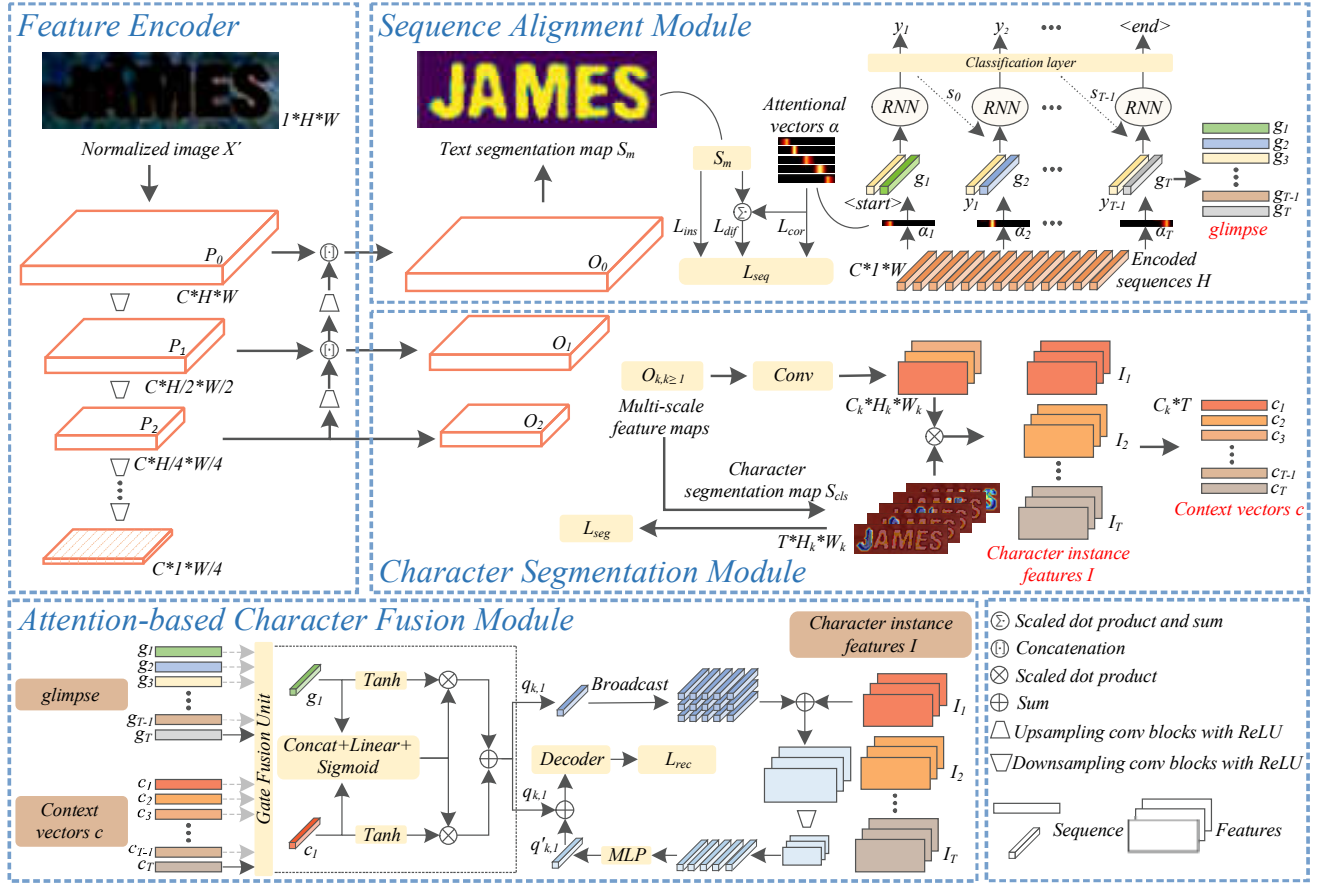 Feature Encoder
JAMES
1*H*W
Normalized image X′
P0
C*H*W
P1
C*H/2*W/2
P2
C*H/4*W/4
C*1*W/4
[·]
[·]
Sequence Alignment Module
JAMES
Text segmentation map Sm
O0
O1
O2
Sm
Σ
Lins
Ldif
Lcor
Lseq
Attentional
vectors α
y1
y2
<end>
Classification layer
RNN
s0
RNN
sT-1
RNN
g1
g2
gT
<start>
y1
yT-1
α1
α2
αT
C*1*W
Encoded
sequences H
g1
g2
g3
gT-1
gT
glimpse
Ok,k≥1
Conv
Multi-scale
feature maps
Ck*Hk*Wk
Character
segmentation map Scls
Lseg
JAMES
T*Hk*Wk
I1
I2
IT
Character instance
features I
Ck*T
c1
c2
c3
cT-1
cT
Context vectors c
Character Segmentation Module
Attention-based Character Fusion Module
glimpse
g1
g2
g3
gT-1
gT
Context
vectors c
c1
c2
c3
cT-1
cT
Gate Fusion Unit
g1
Tanh
Concat+Linear+
Sigmoid
c1
Tanh
qk,1
Broadcast
Decoder
Lrec
qk,1
q'k,1
MLP
Character instance
features I
I1
I2
IT
Σ Scaled dot product and sum
[·] Concatenation
Scaled dot product
Sum
Upsampling conv blocks with ReLU
Downsampling conv blocks with ReLU
Sequence
Features